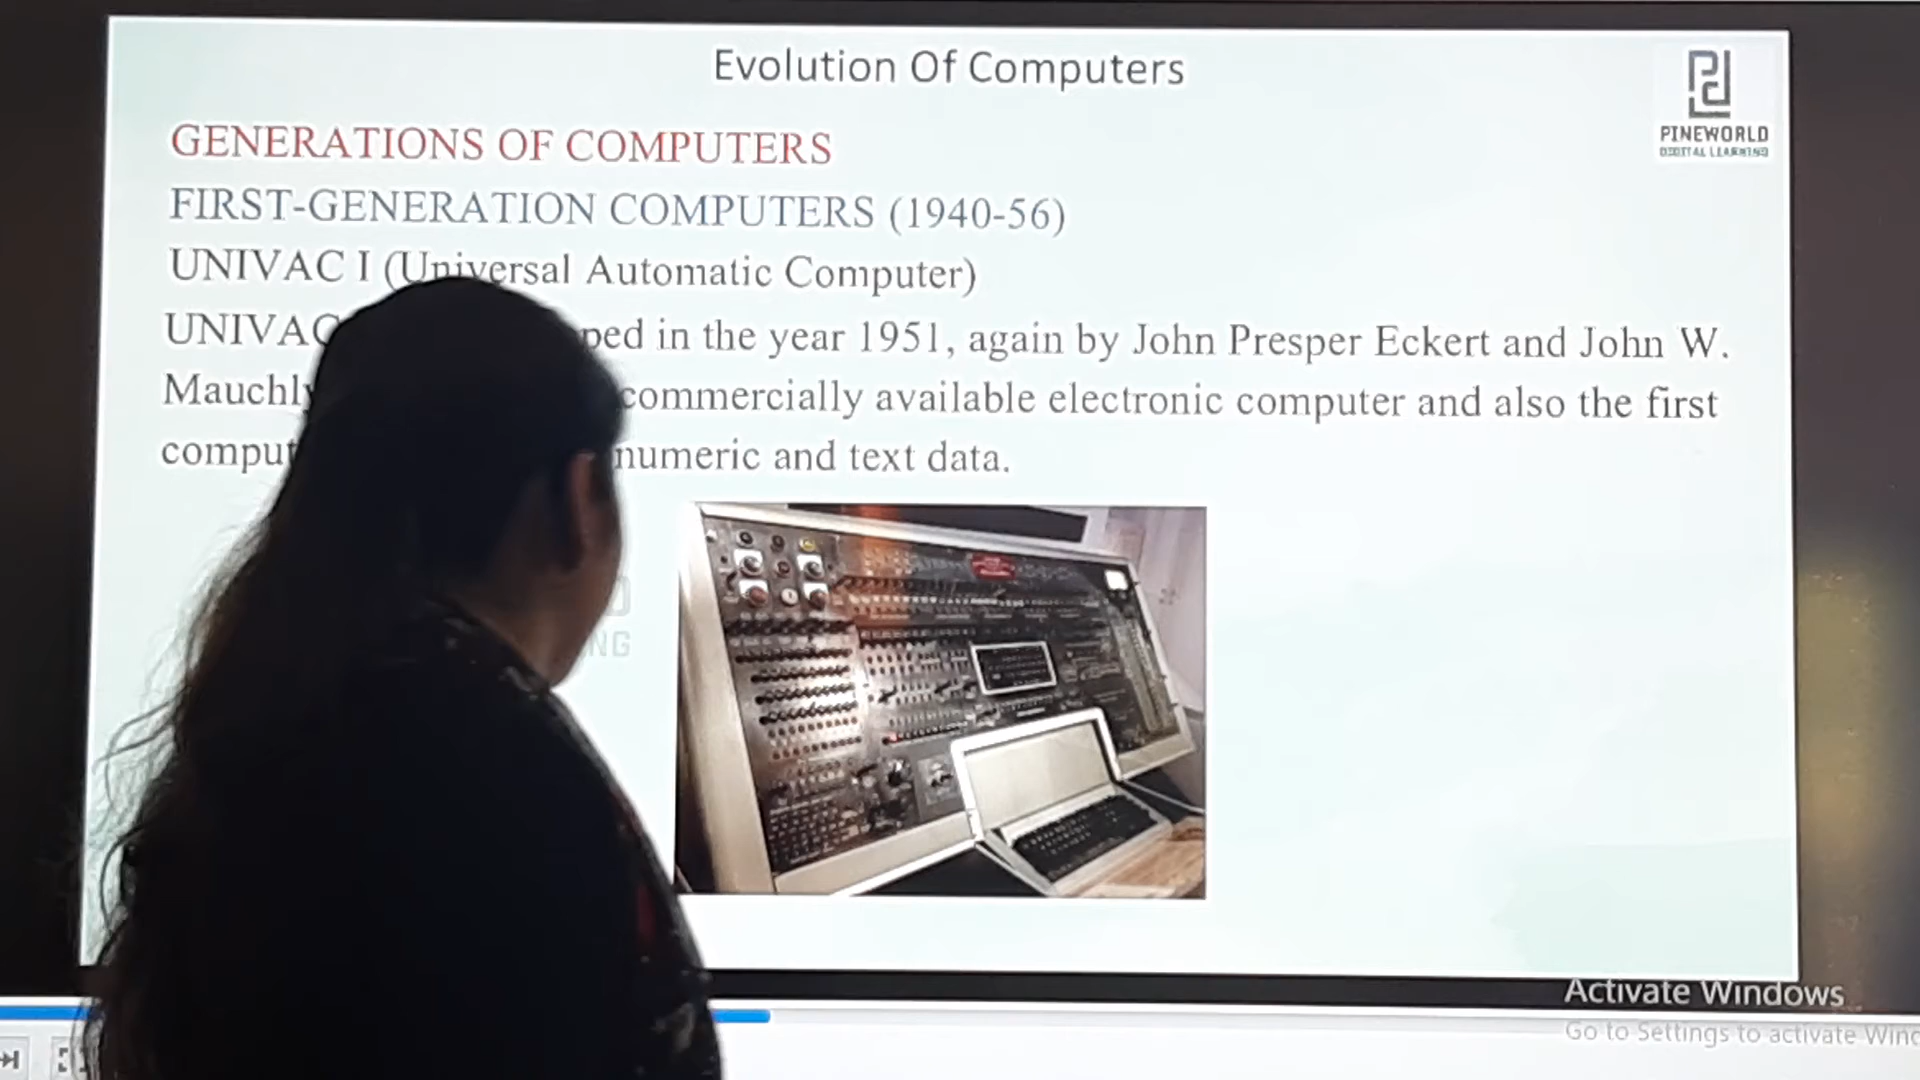 Evolution Of Computers
PINEWORLD
DIGITAL LEARNING
GENERATIONS OF COMPUTERS
FIRST-GENERATION COMPUTERS (1940-56)
UNIVAC I (Universal Automatic Computer)
UNIVAC ped in the year 1951, again by John Presper Eckert and John W.
Mauchly commercially available electronic computer and also the first
comput numeric and text data.
NG
Activate Windows
Go to Settings to activate Winc